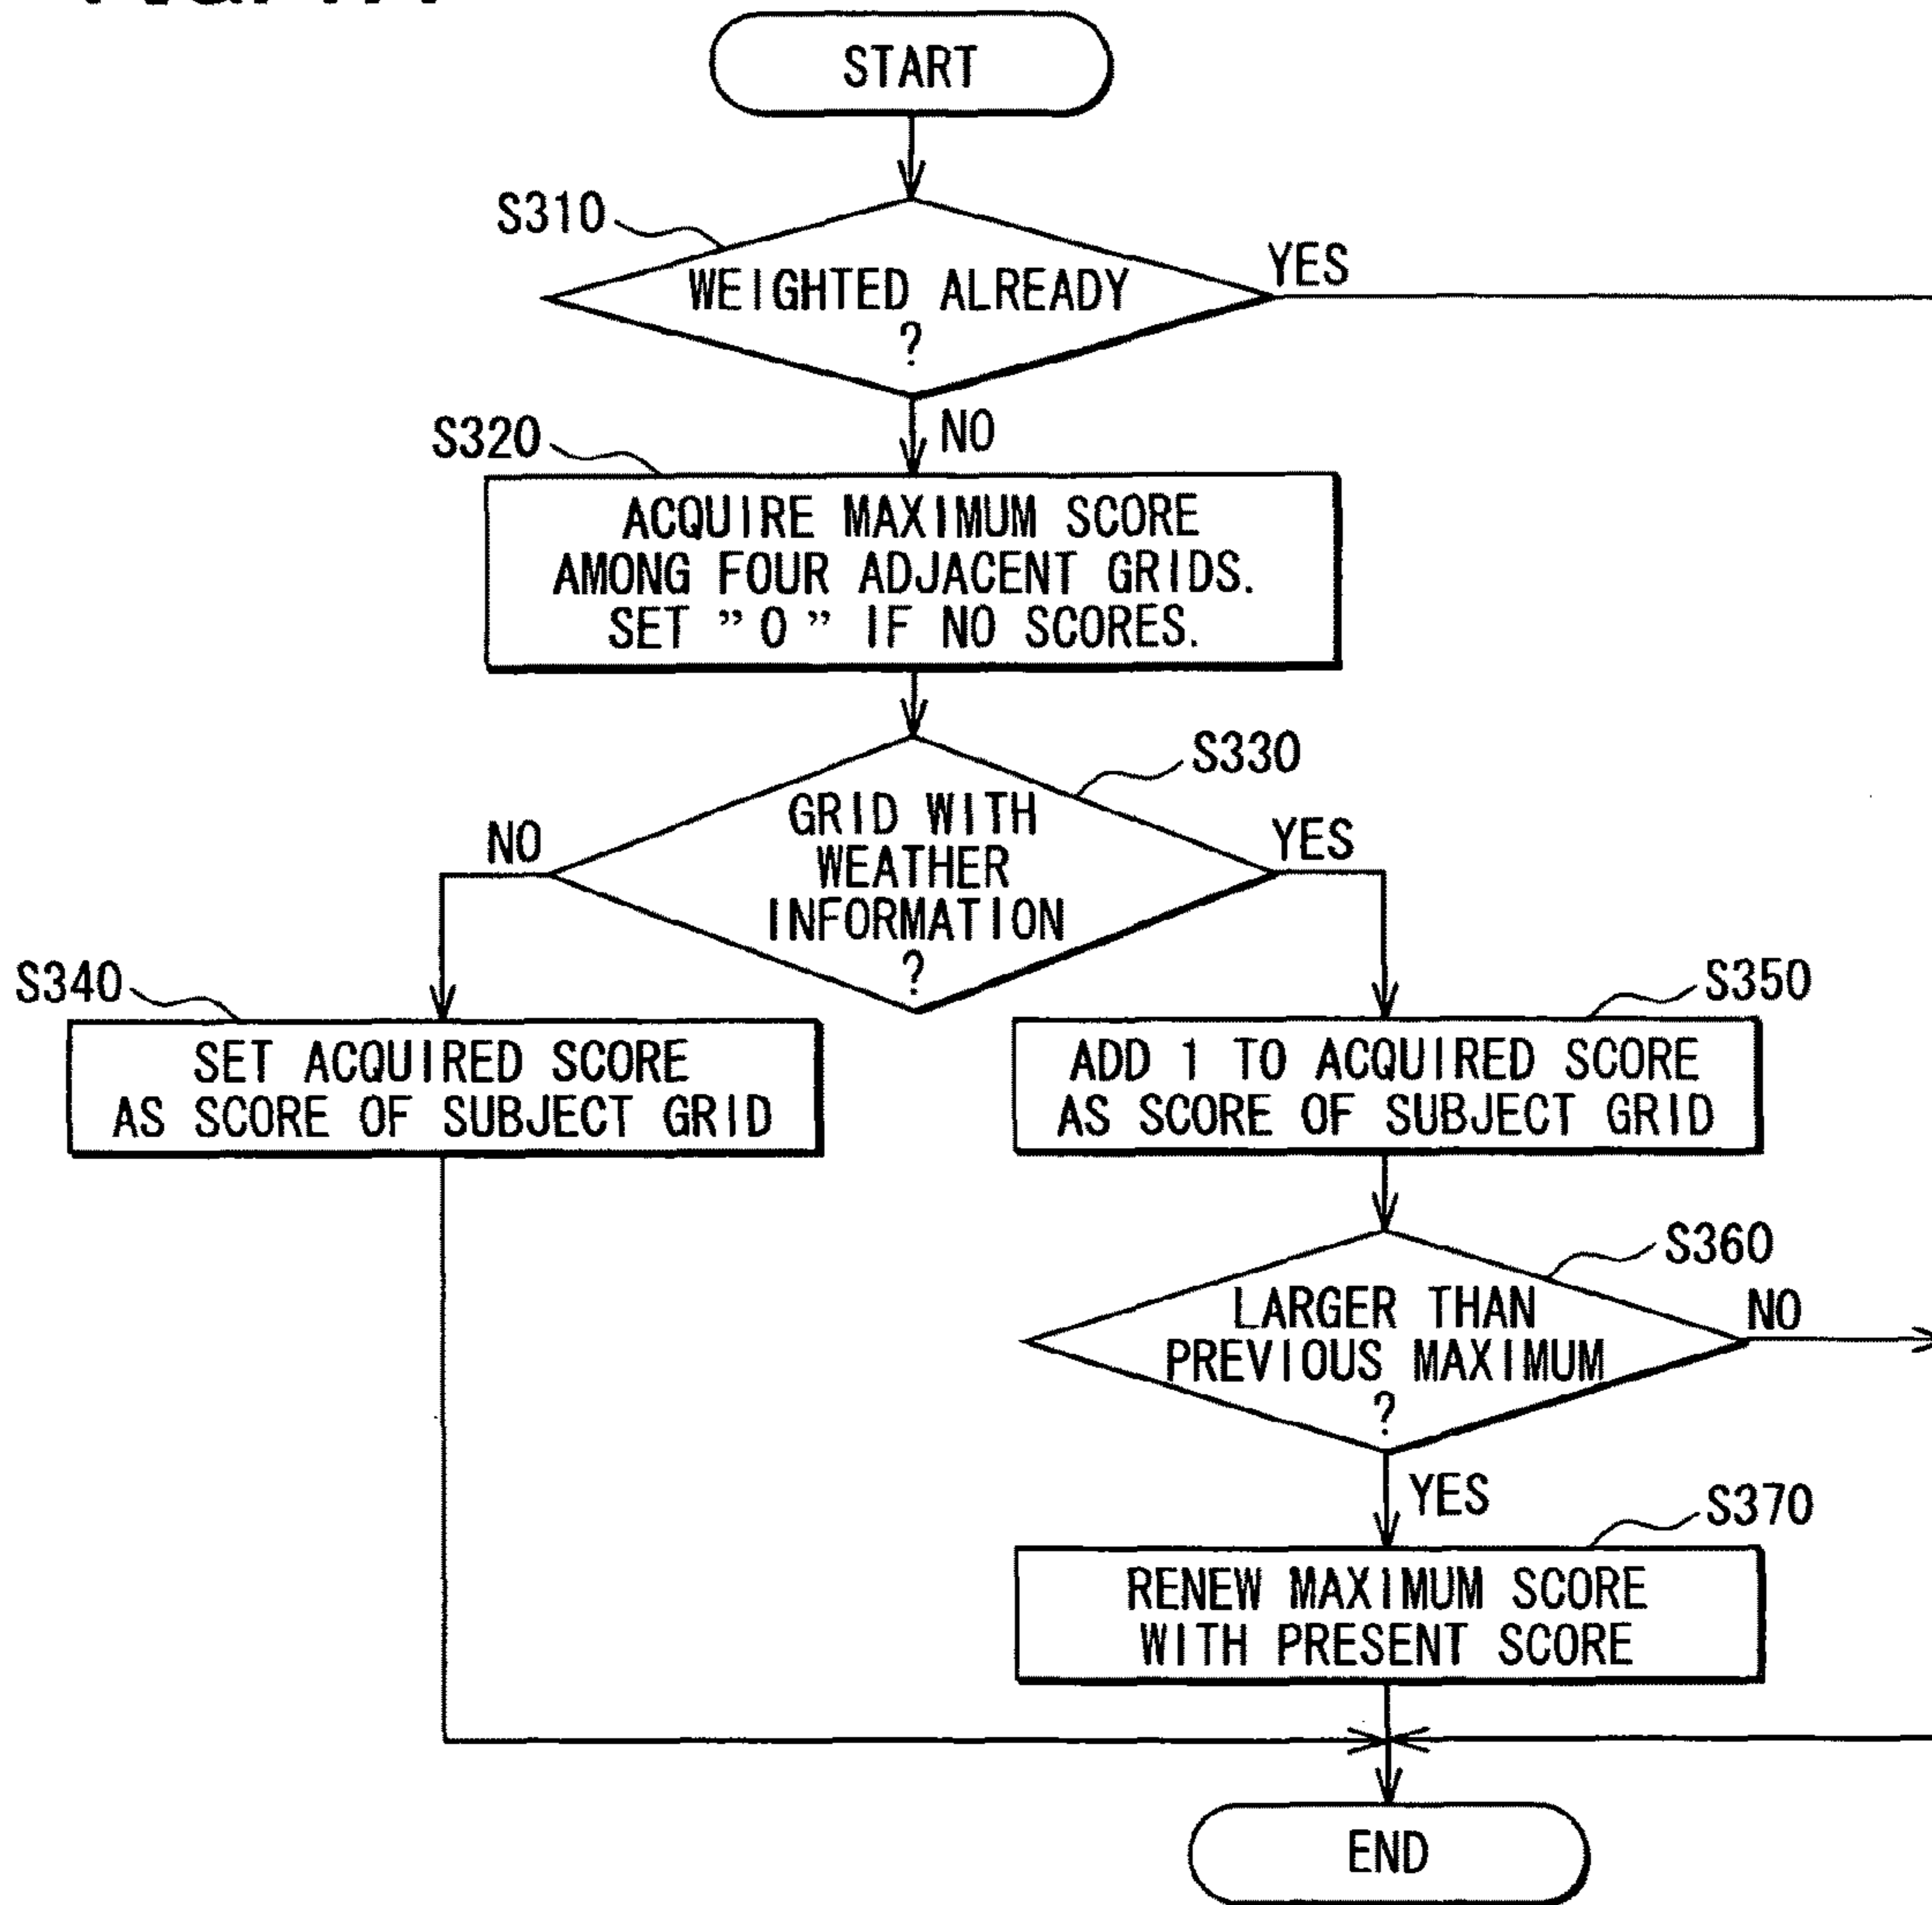 START
S310
WEIGHTED ALREADY
?
YES
NO
S320
ACQUIRE MAXIMUM SCORE
AMONG FOUR ADJACENT GRIDS.
SET ”0” IF NO SCORES.
S330
GRID WITH
WEATHER
INFORMATION
?
NO
YES
S340
SET ACQUIRED SCORE
AS SCORE OF SUBJECT GRID
S350
ADD 1 TO ACQUIRED SCORE
AS SCORE OF SUBJECT GRID
S360
LARGER THAN
PREVIOUS MAXIMUM
?
NO
YES
S370
RENEW MAXIMUM SCORE
WITH PRESENT SCORE
END